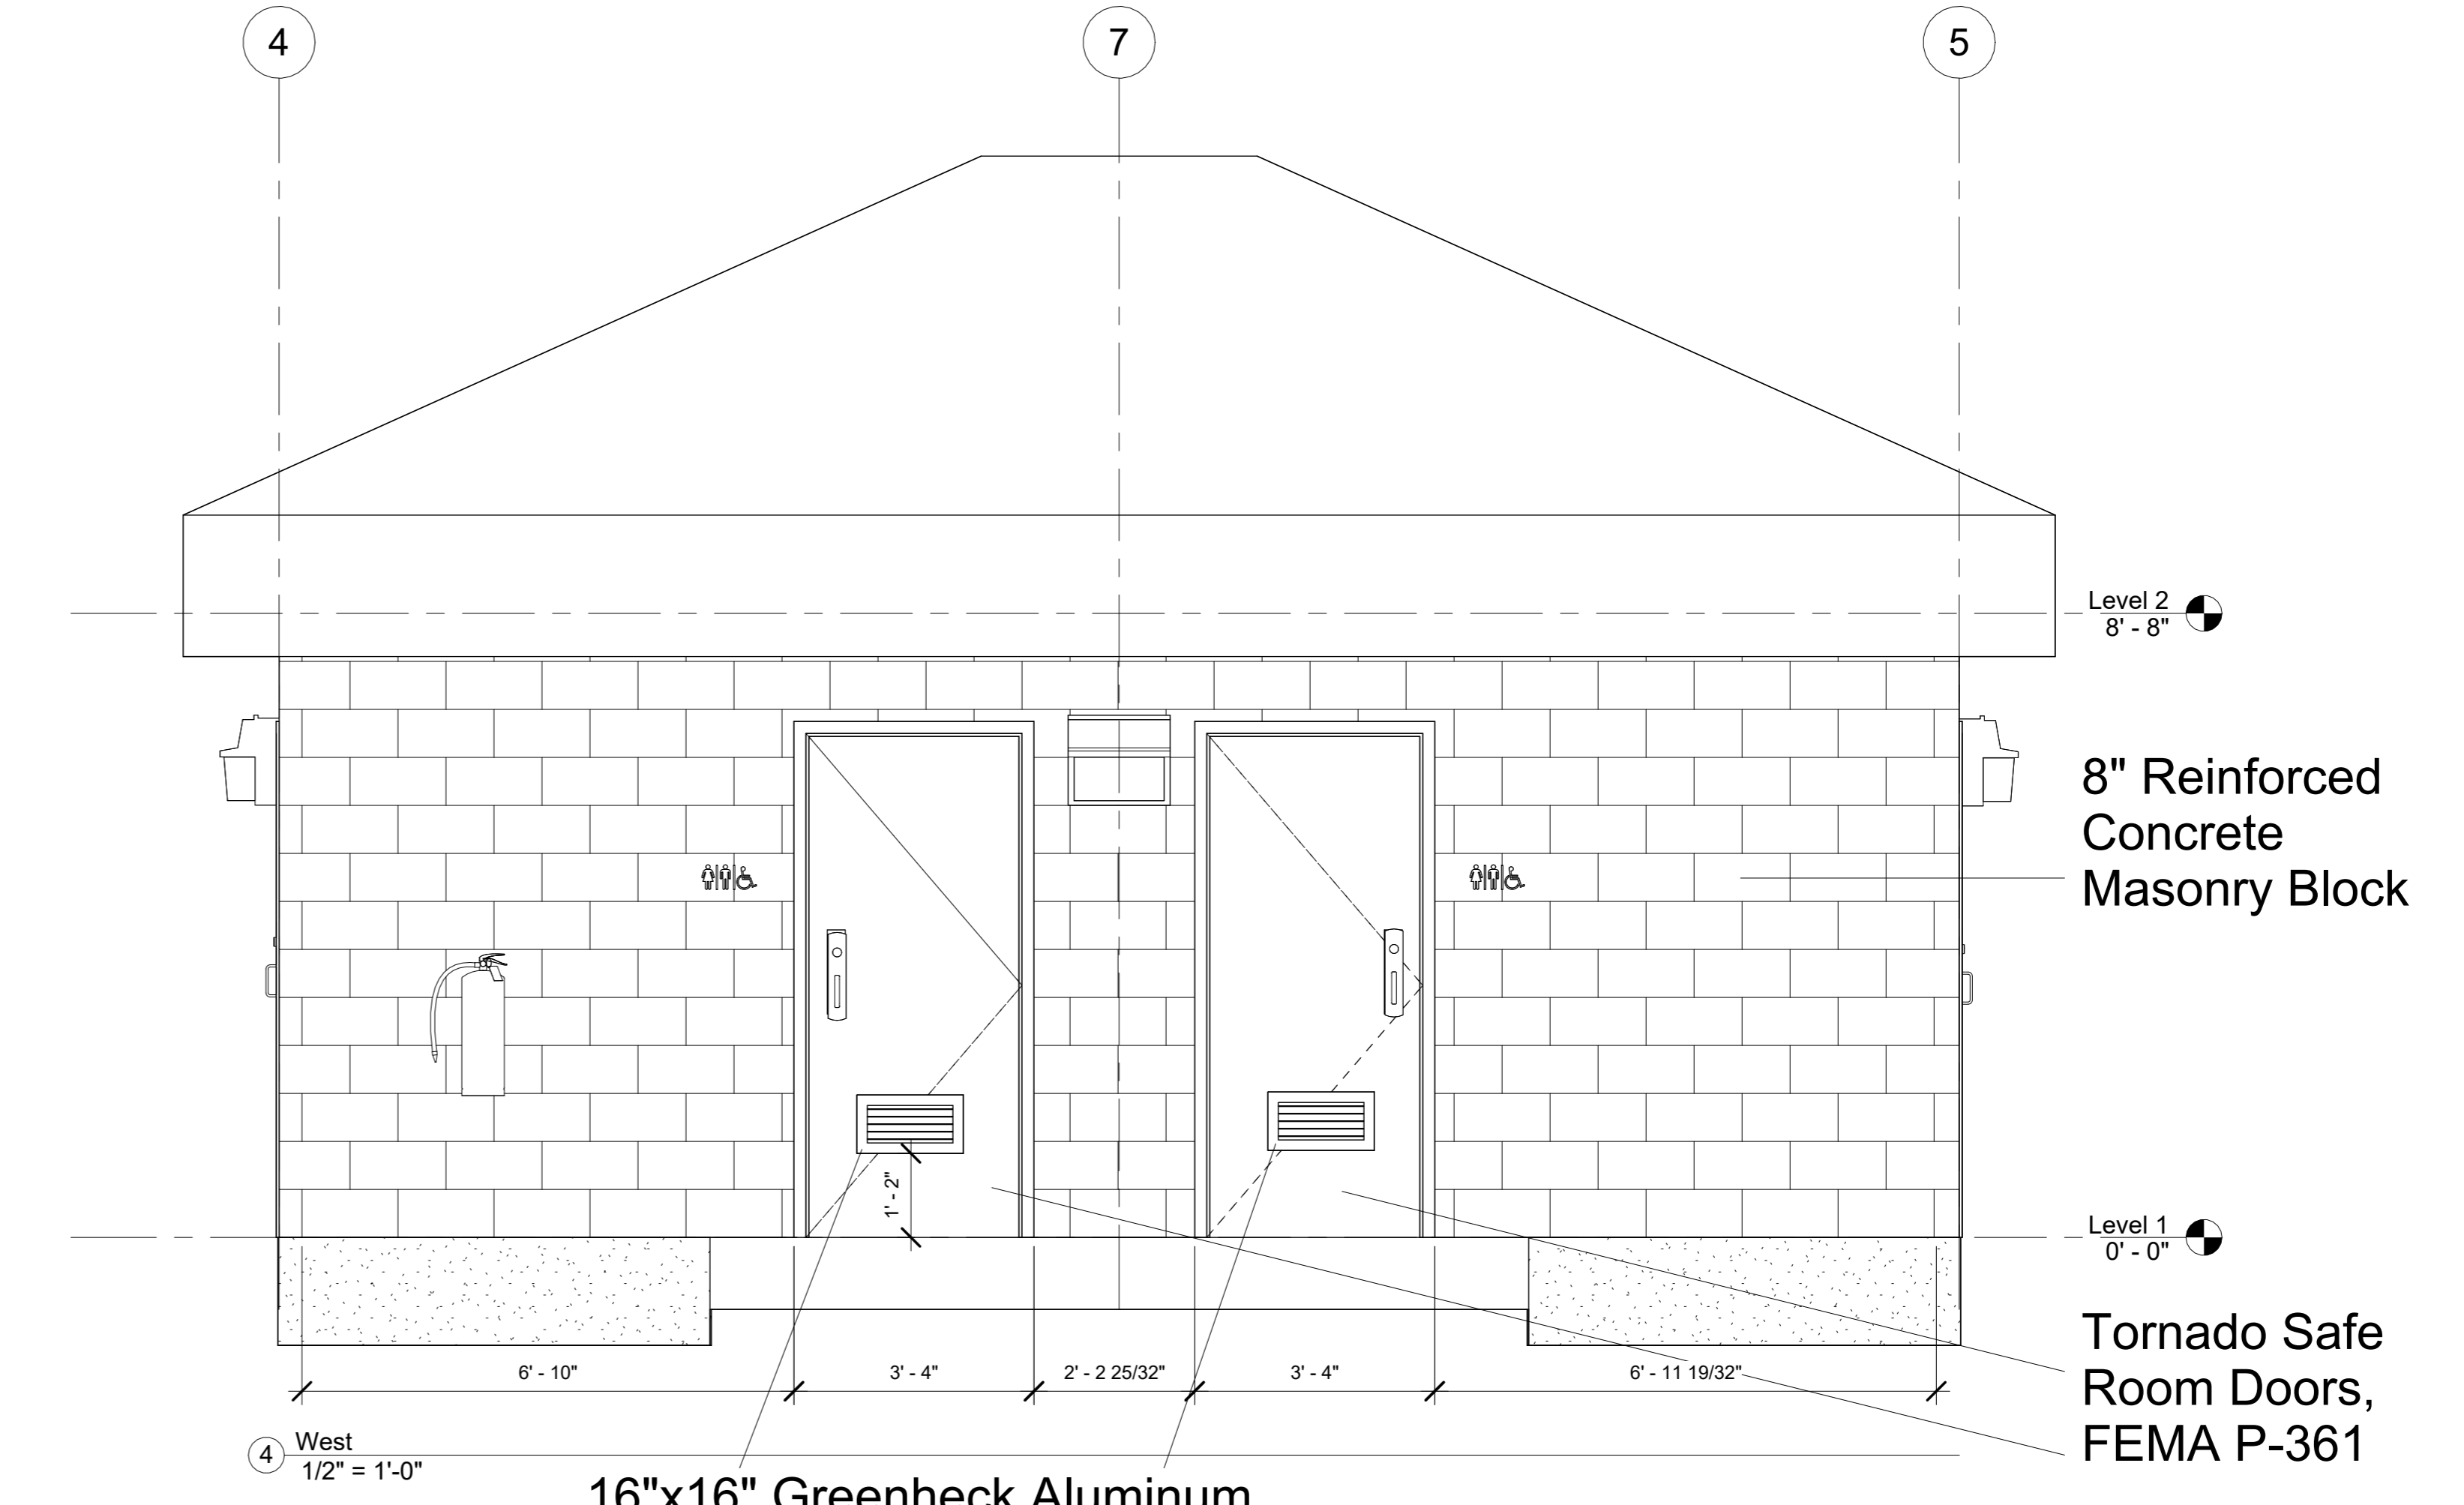 4
7
5
Level 2
8' - 8"
8" Reinforced
Concrete
Masonry Block
1' - 2"
Level 1
0' - 0"
Tornado Safe
Room Doors,
FEMA P-361
6' - 10"
3' - 4"
2' - 2 25/32"
3' - 4"
6' - 11 19/32"
4
West
1/2" = 1'-0"
16"x16" Greenheck Aluminum